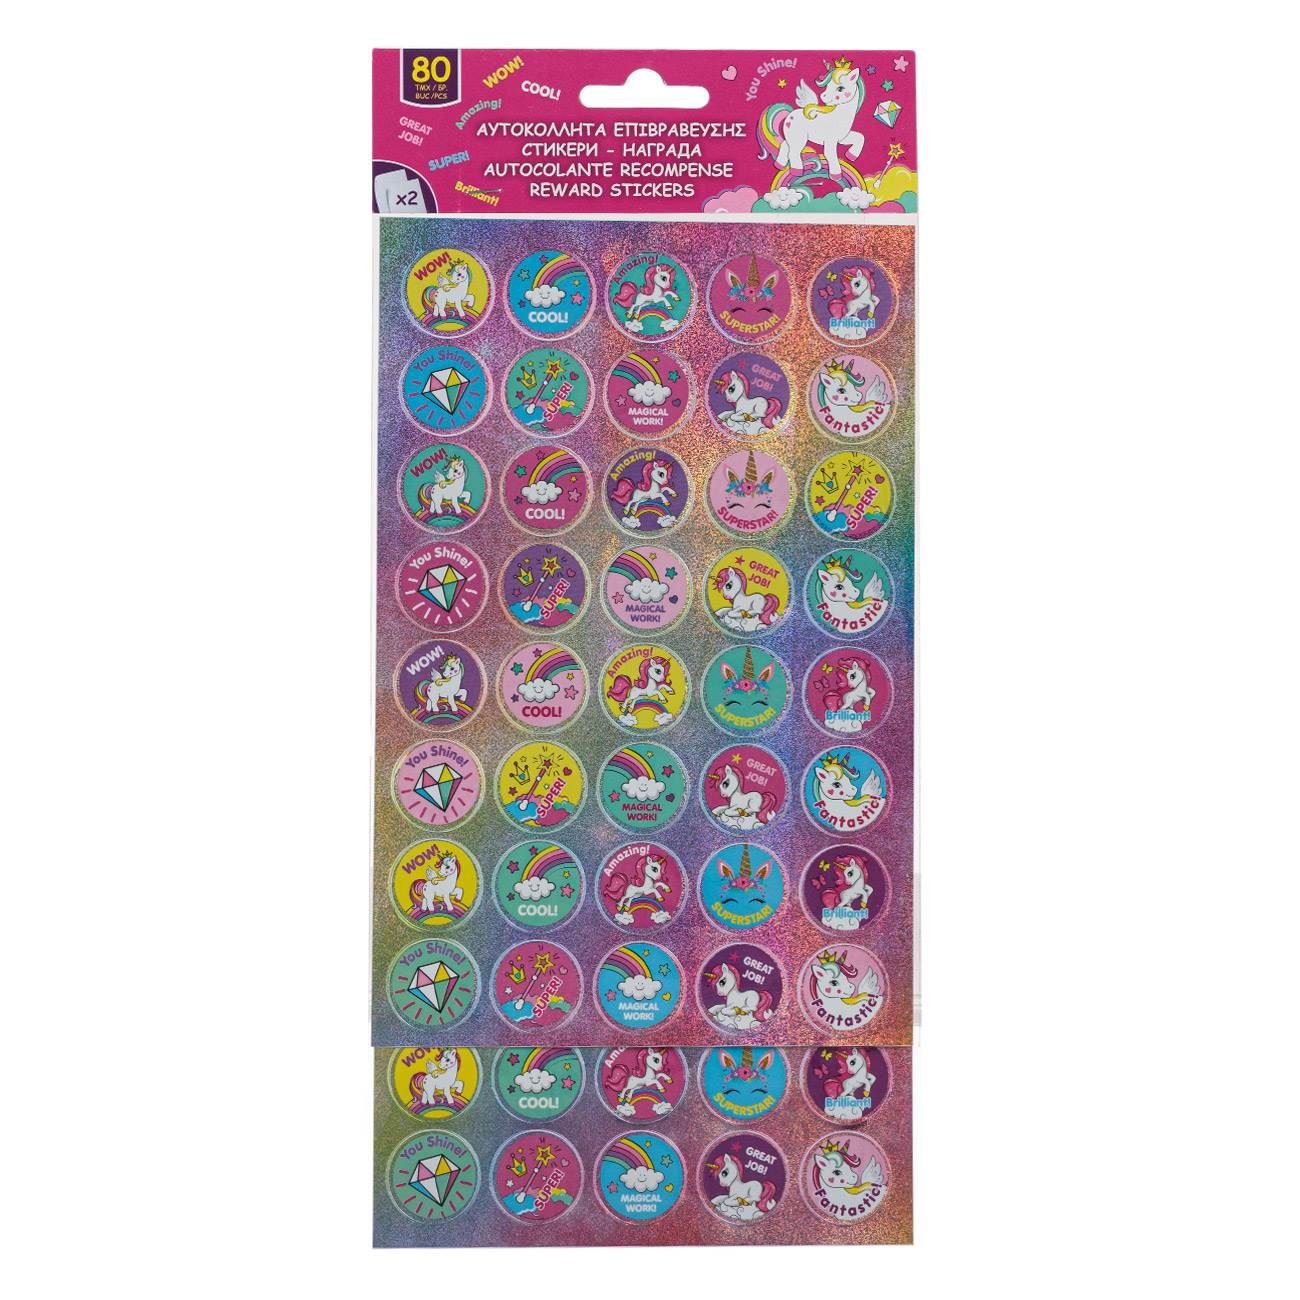 80
ΤΜΧ / БР.
BUC /PCS
WOW!
COOL!
Amazing!
GREAT
JOB!
SUPER!
Brilliant!
x2
You Shine!
ΑΥΤΟΚΟΛΛΗΤΑ ΕΠΙΒΡΑΒΕΥΣΗΣ
СТИКЕРИ - НАГРАДА
AUTOCOLANTE RECOMPENSE
REWARD STICKERS
WOW!
COOL!
Amazing!
SUPERSTAR!
Brilliant!
You Shine!
SUPER!
MAGICAL
WORK!
GREAT
JOB!
Fantastic!
WOW!
COOL!
Amazing!
SUPERSTAR!
SUPER!
You Shine!
SUPER!
MAGICAL
WORK!
GREAT
JOB!
Fantastic!
WOW!
COOL!
Amazing!
SUPERSTAR!
Brilliant!
You Shine!
SUPER!
MAGICAL
WORK!
GREAT
JOB!
Fantastic!
WOW!
COOL!
Amazing!
SUPERSTAR!
Brilliant!
You Shine!
SUPER!
MAGICAL
WORK!
GREAT
JOB!
Fantastic!
WOW!
COOL!
SUPERSTAR!
Brilliant!
You Shine!
SUPER!
MAGICAL
WORK!
GREAT
JOB!
Fantastic!